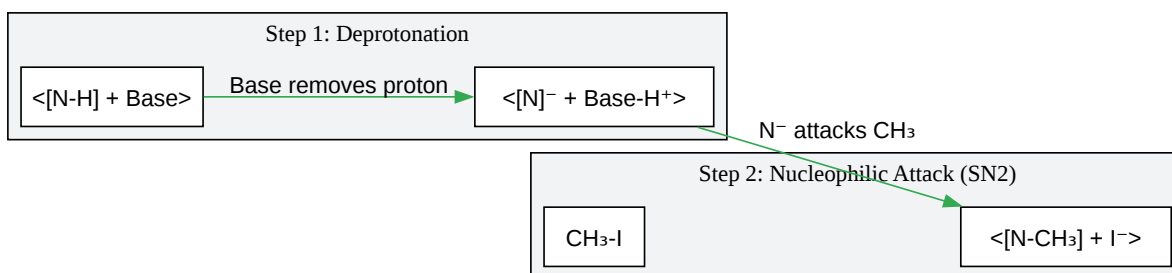 Step 1: Deprotonation
<[N-H] + Base>
Base removes proton
<[N]⁻ + Base-H⁺>
N⁻ attacks CH₃
Step 2: Nucleophilic Attack (SN2)
CH₃-I
<[N-CH₃] + I⁻>